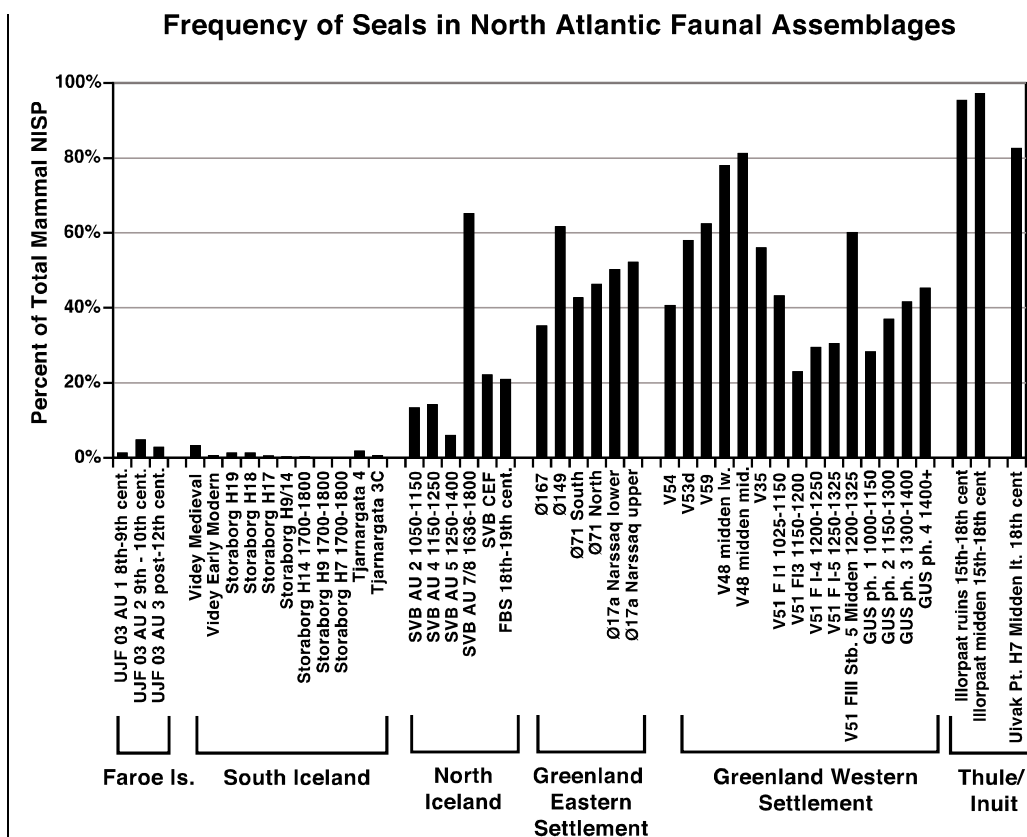 Frequency of Seals in North Atlantic Faunal Assemblages
Percent of Total Mammal NISP
100%
80%
60%
40%
20%
0%
UJF 03 AU 1 8th-9th cent.
UJF 03 AU 2 9th - 10th cent.
UJF 03 AU 3 post-12th cent.
Videy Medieval
Videy Early Modern
Storaborg H19
Storaborg H18
Storaborg H17
Storaborg H9/14
Storaborg H14 1700-1800
Storaborg H9 1700-1800
Storaborg H7 1700-1800
Tjarnargata 4
Tjarnargata 3C
SVB AU 2 1050-1150
SVB AU 4 1150-1250
SVB AU 5 1250-1400
SVB AU 7/8 1636-1800
SVB CEF
FBS 18th-19th cent.
Ø167
Ø149
Ø71 South
Ø71 North
Ø17a Narssaq lower
Ø17a Narssaq upper
V54
V53d
V59
V48 midden lw.
V48 midden mid.
V35
V51 F I1 1025-1150
V51 FI3 1150-1200
V51 F I-4 1200-1250
V51 F I-5 1250-1325
V51 FIII Stb. 5 Midden 1200-1325
GUS ph. 1 1000-1150
GUS ph. 2 1150-1300
GUS ph. 3 1300-1400
GUS ph. 4 1400+
Illorpaat ruins 15th-18th cent
Illorpaat midden 15th-18th cent
Uivak Pt. H7 Midden lt. 18th cent
Faroe Is.
South Iceland
North
Iceland
Greenland
Eastern
Settlement
Greenland Western
Settlement
Thule/
Inuit